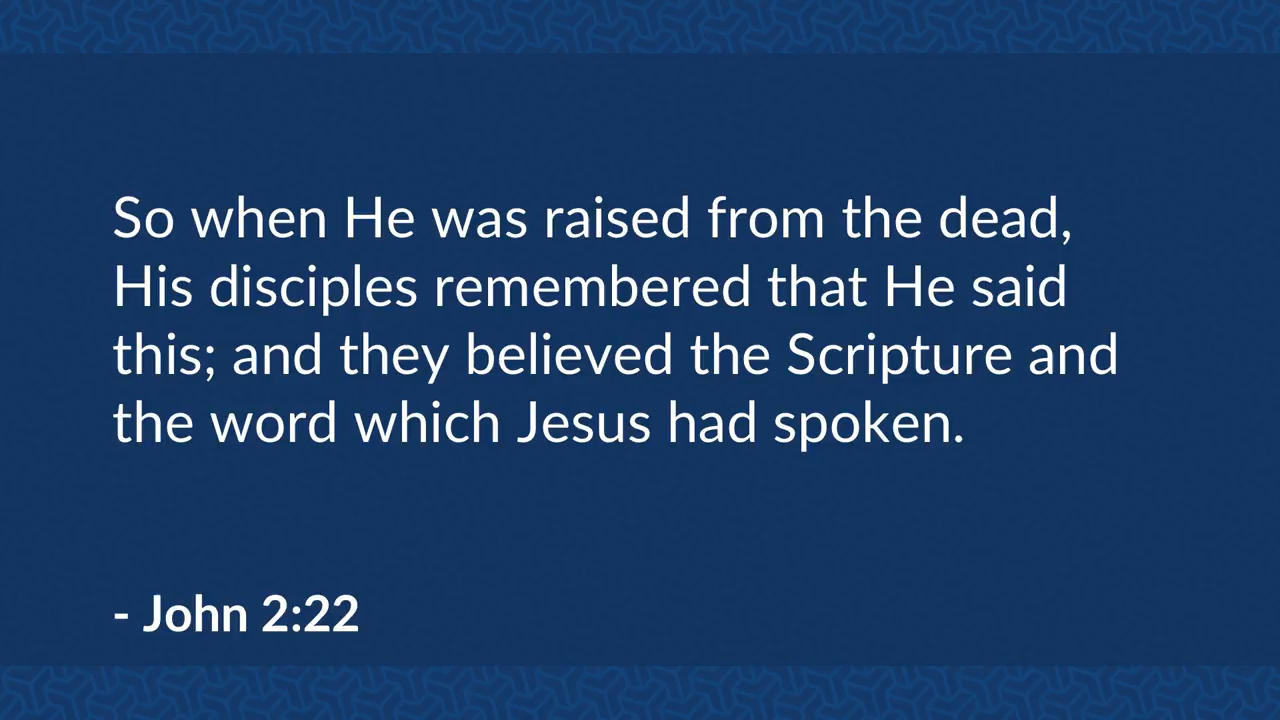 So when He was raised from the dead,
His disciples remembered that He said
this; and they believed the Scripture and
the word which Jesus had spoken.
- John 2:22